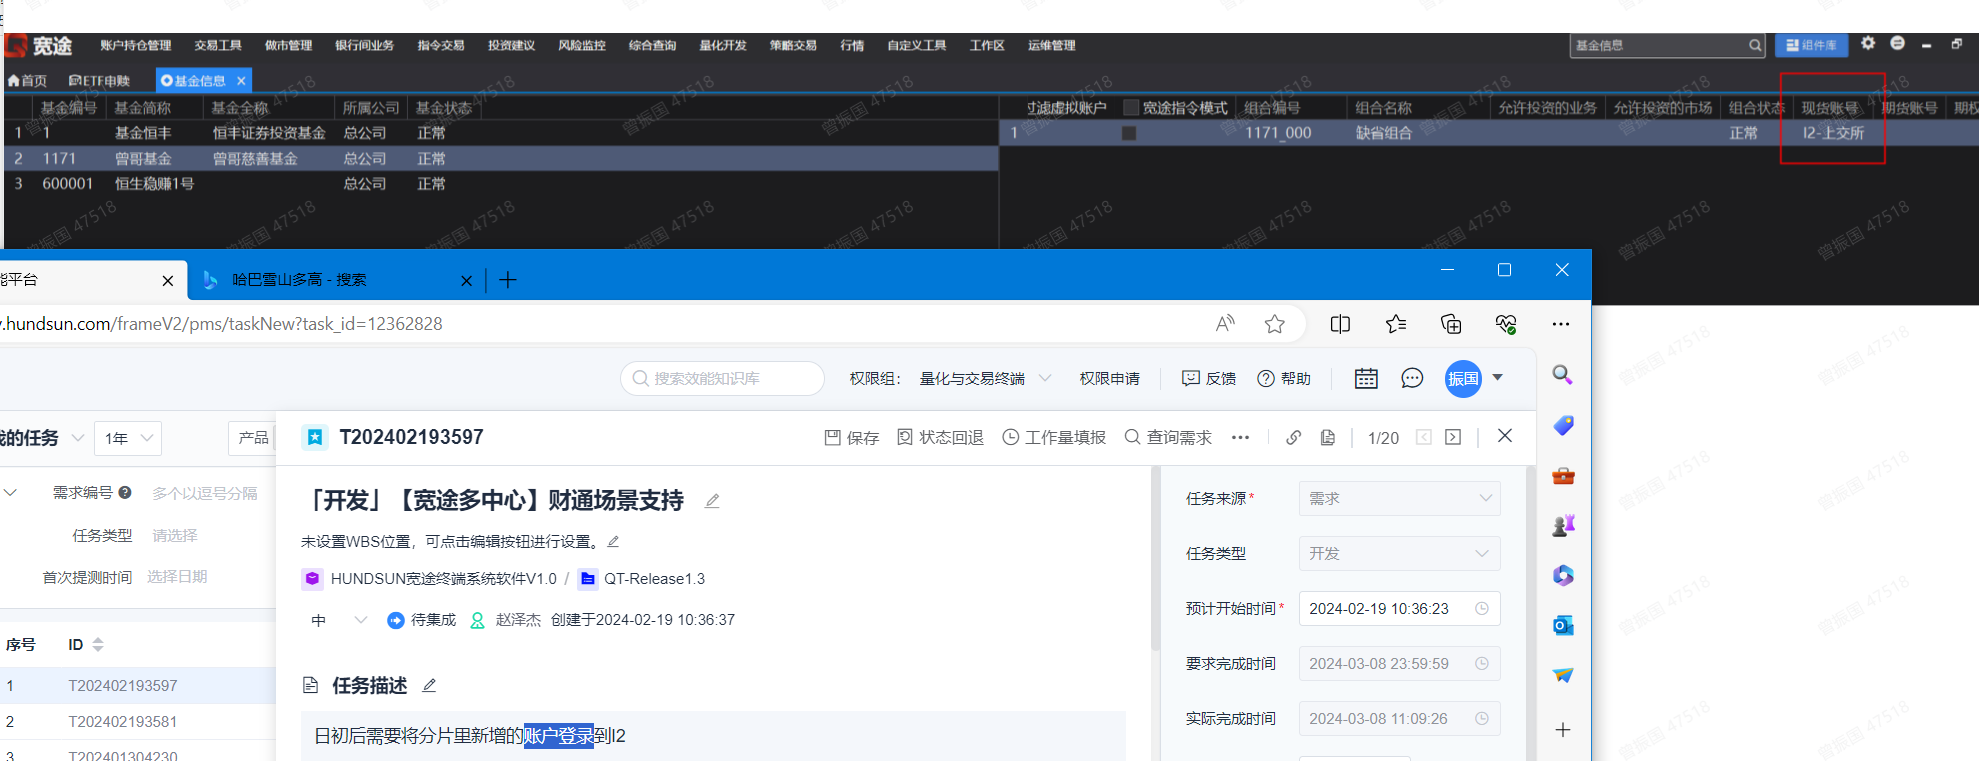 宽途 账户持仓管理 交易工具 做市管理 银行间业务 指令交易 投资建议 风险监控 综合查询 量化开发 策略交易 行情 自定义工具 工作区 运维管理 基金信息 组件库
首页 ETF申赎 基金信息
基金编号 基金简称 基金全称 所属公司 基金状态
1 1 基金恒丰 恒丰证券投资基金 总公司 正常
2 1171 曾哥基金 曾哥慈善基金 总公司 正常
3 600001 恒生稳赚1号 总公司 正常
过滤虚拟账户 宽途指令模式 组合编号 组合名称 允许投资的业务 允许投资的市场 组合状态 现货账号 期货账号 期权
1 1171_000 缺省组合 正常 I2-上交所
曾振国 47518
能平台
哈巴雪山多高 - 搜索
.hundsun.com/frameV2/pms/taskNew?task_id=12362828
搜索效能知识库 权限组： 量化与交易终端 权限申请 反馈 帮助 振国
我的任务 1年 产品
需求编号 多个以逗号分隔
任务类型 请选择
首次提测时间 选择日期
序号 ID
1 T202402193597
2 T202402193581
3 T202401304230
T202402193597 保存 状态回退 工作量填报 查询需求 1/20
「开发」【宽途多中心】财通场景支持
未设置WBS位置，可点击编辑按钮进行设置。
HUNDSUN宽途终端系统软件V1.0 / QT-Release1.3
中 待集成 赵泽杰 创建于2024-02-19 10:36:37
任务描述
日初后需要将分片里新增的账户登录到I2
任务来源* 需求
任务类型 开发
预计开始时间* 2024-02-19 10:36:23
要求完成时间 2024-03-08 23:59:59
实际完成时间 2024-03-08 11:09:26